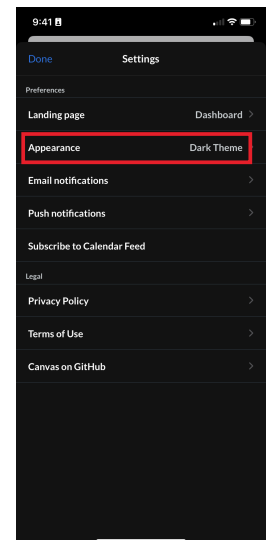 9:41
Done Settings
Preferences
Landing page Dashboard
Appearance Dark Theme
Email notifications
Push notifications
Subscribe to Calendar Feed
Legal
Privacy Policy
Terms of Use
Canvas on GitHub